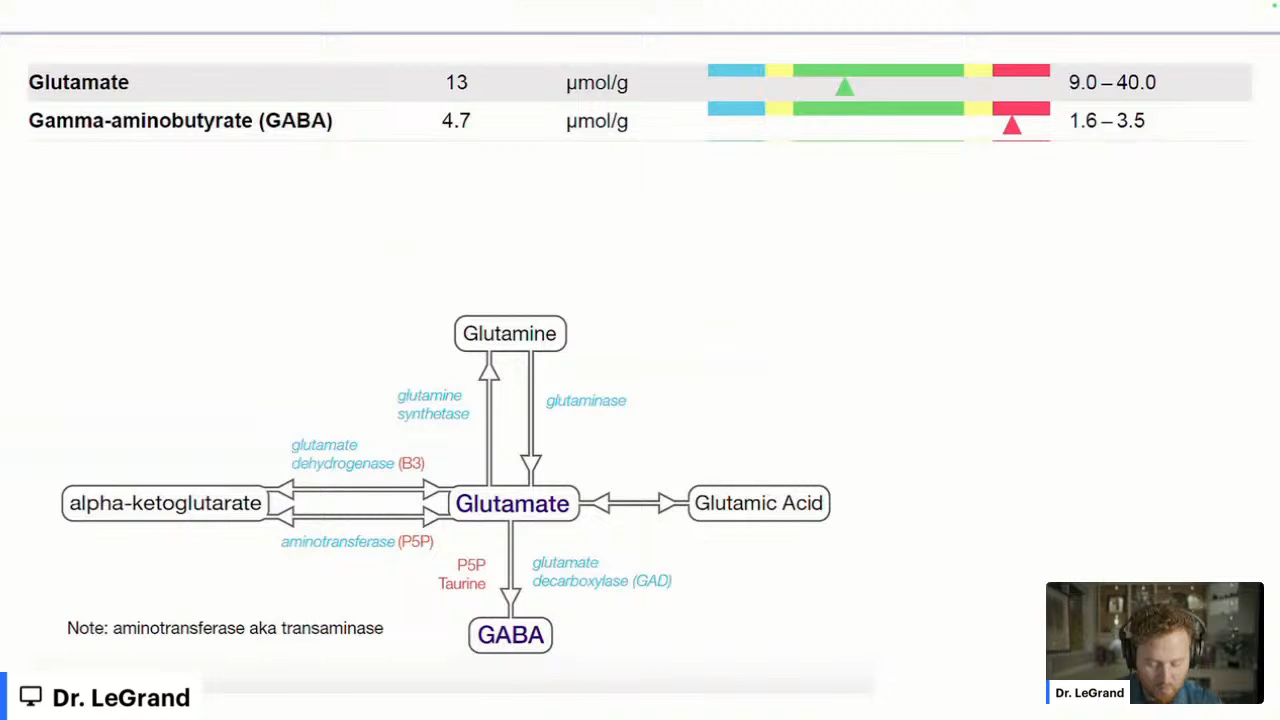 Glutamate 13 µmol/g 9.0 – 40.0
Gamma-aminobutyrate (GABA) 4.7 µmol/g 1.6 – 3.5
Glutamine
glutamine
synthetase
glutaminase
glutamate
dehydrogenase (B3)
alpha-ketoglutarate
Glutamate
Glutamic Acid
aminotransferase (P5P)
P5P
Taurine
glutamate
decarboxylase (GAD)
Note: aminotransferase aka transaminase
GABA
Dr. LeGrand
Dr. LeGrand